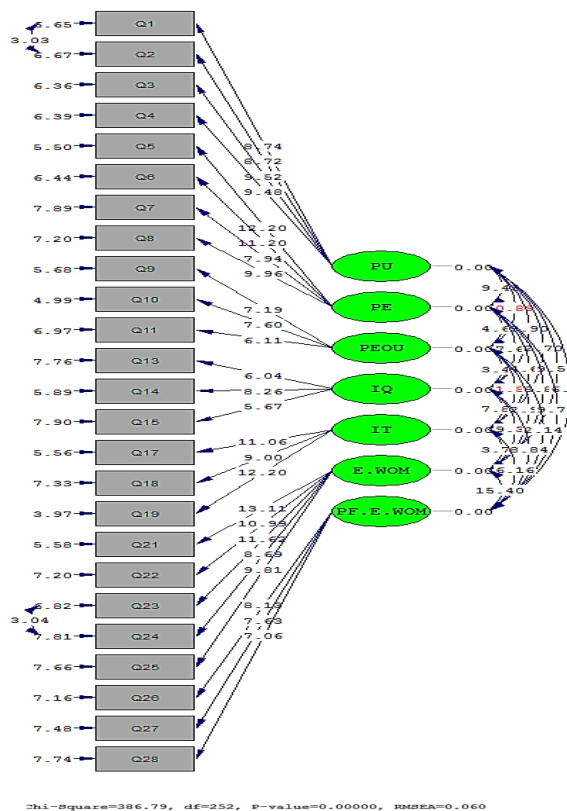 6.65 Q1
3.03
6.67 Q2
6.36 Q3
6.39 Q4
5.50 Q5
6.44 Q6
7.89 Q7
7.20 Q8
5.68 Q9
4.99 Q10
6.97 Q11
7.76 Q13
5.89 Q14
7.90 Q15
5.56 Q17
7.33 Q18
3.97 Q19
5.58 Q21
7.20 Q22
6.82 Q23
3.04
7.81 Q24
7.66 Q25
7.16 Q26
7.48 Q27
7.74 Q28
8.74
8.72
9.52
9.48
12.20
11.20
7.94
9.96
7.19
7.60
6.11
6.04
8.26
5.67
11.06
9.00
12.20
13.11
10.99
11.62
8.69
9.81
8.13
7.63
7.06
PU 0.00
PE 0.00
PEOU 0.00
IQ 0.00
IT 0.00
E.WOM 0.00
PF.E.WOM 0.00
15.40
Chi-Square=386.79, df=252, P-value=0.00000, RMSEA=0.060